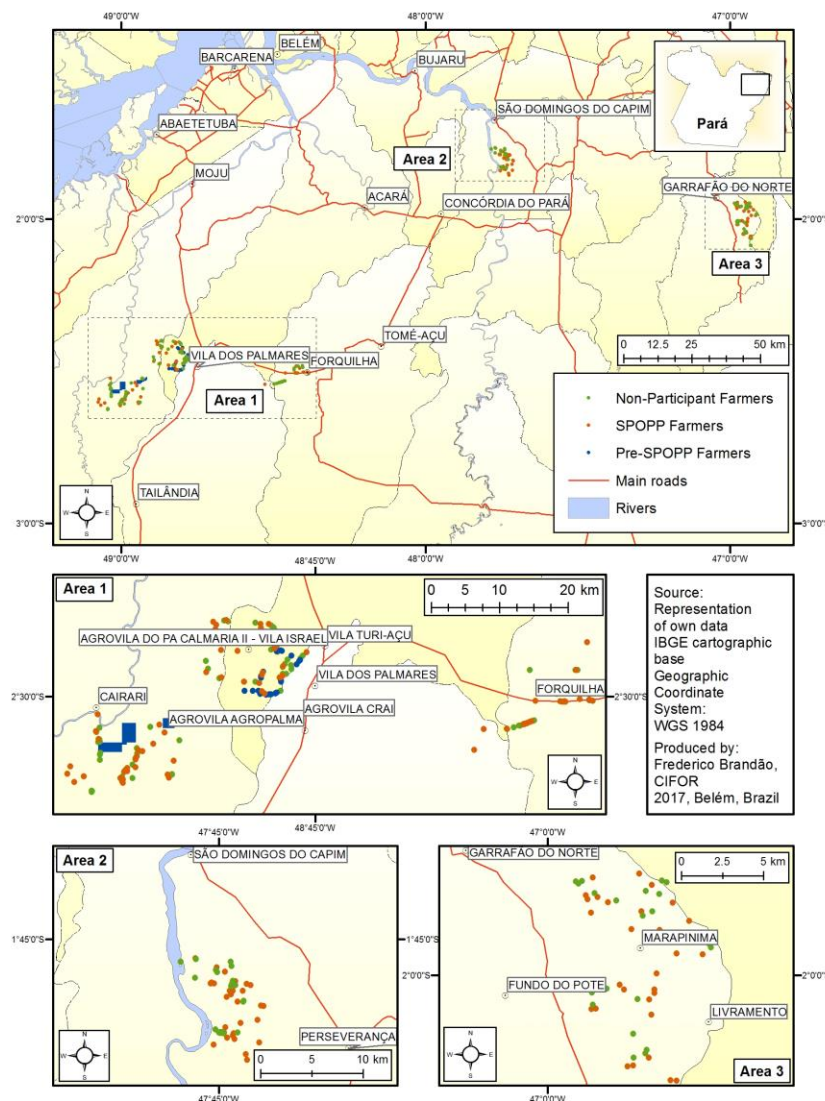 49°0'0"W
48°0'0"W
47°0'0"W
BELÉM
BARCARENA
BUJARU
SÃO DOMINGOS DO CAPIM
Pará
ABAETETUBA
Area 2
MOJU
GARRAFÃO DO NORTE
ACARÁ
CONCÓRDIA DO PARÁ
2°0'0"S
2°0'0"S
Area 3
TOMÉ-AÇU
VILA DOS PALMARES
FORQUILHA
0 12.5 25 50 km
Area 1
Non-Participant Farmers
SPOPP Farmers
Pre-SPOPP Farmers
Main roads
Rivers
TAILÂNDIA
N
W E
S
3°0'0"S
3°0'0"S
49°0'0"W
48°45'0"W
48°0'0"W
47°0'0"W
Area 1
0 5 10 20 km
AGROVILA DO PA CALMARIA II - VILA ISRAEL
VILA TURI-AÇU
VILA DOS PALMARES
2°30'0"S
CAIRARI
FORQUILHA
2°30'0"S
AGROVILA AGROPALMA
AGROVILA CRAI
N
W E
S
Source:
Representation
of own data
IBGE cartographic
base
Geographic
Coordinate
System:
WGS 1984
Produced by:
Frederico Brandão,
CIFOR
2017, Belém, Brazil
47°45'0"W
48°45'0"W
47°0'0"W
Area 2
SÃO DOMINGOS DO CAPIM
1°45'0"S
1°45'0"S
PERSEVERANÇA
0 5 10 km
N
W E
S
47°45'0"W
GARRAFÃO DO NORTE
0 2.5 5 km
MARAPINIMA
2°0'0"S
2°0'0"S
FUNDO DO POTE
LIVRAMENTO
N
W E
S
Area 3
47°0'0"W